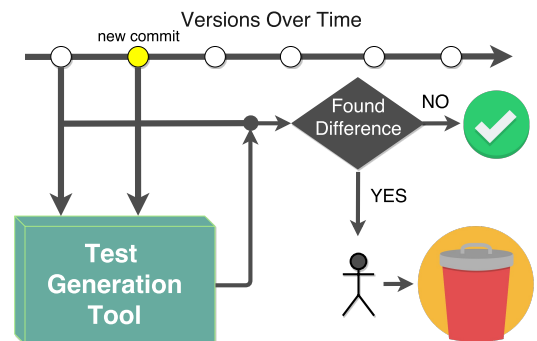 Versions Over Time
new commit
Found
Difference
NO
YES
Test
Generation
Tool